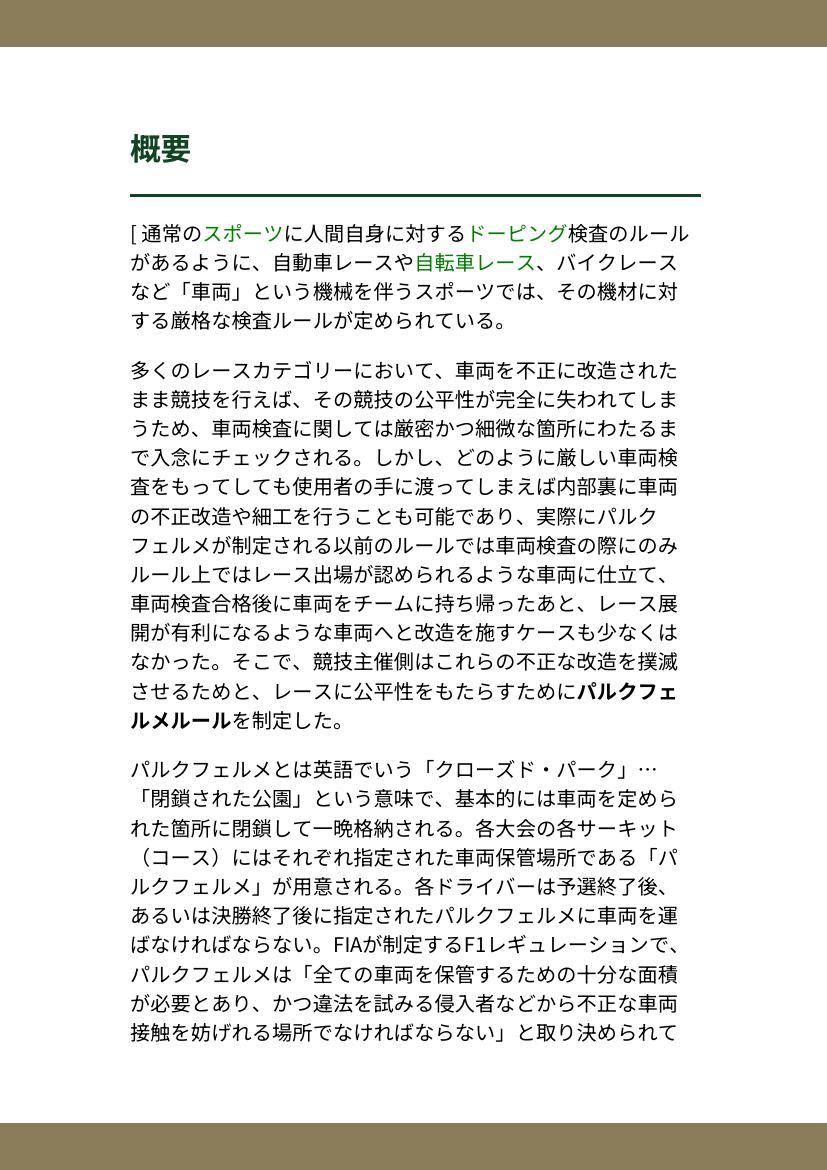 概要
[ 通常のスポーツに人間自身に対するドーピング検査のルール
があるように、自動車レースや自転車レース、バイクレース
など「車両」という機械を伴うスポーツでは、その機材に対
する厳格な検査ルールが定められている。
多くのレースカテゴリーにおいて、車両を不正に改造された
まま競技を行えば、その競技の公平性が完全に失われてしま
うため、車両検査に関しては厳密かつ細微な箇所にわたるま
で入念にチェックされる。しかし、どのように厳しい車両検
査をもってしても使用者の手に渡ってしまえば内部裏に車両
の不正改造や細工を行うことも可能であり、実際にパルク
フェルメが制定される以前のルールでは車両検査の際にのみ
ルール上ではレース出場が認められるような車両に仕立て、
車両検査合格後に車両をチームに持ち帰ったあと、レース展
開が有利になるような車両へと改造を施すケースも少なくは
なかった。そこで、競技主催側はこれらの不正な改造を撲滅
させるためと、レースに公平性をもたらすためにパルクフェ
ルメルールを制定した。
パルクフェルメとは英語でいう「クローズド・パーク」…
「閉鎖された公園」という意味で、基本的には車両を定めら
れた箇所に閉鎖して一晩格納される。各大会の各サーキット
（コース）にはそれぞれ指定された車両保管場所である「パ
ルクフェルメ」が用意される。各ドライバーは予選終了後、
あるいは決勝終了後に指定されたパルクフェルメに車両を運
ばなければならない。FIAが制定するF1レギュレーションで、
パルクフェルメは「全ての車両を保管するための十分な面積
が必要とあり、かつ違法を試みる侵入者などから不正な車両
接触を妨げれる場所でなければならない」と取り決められて